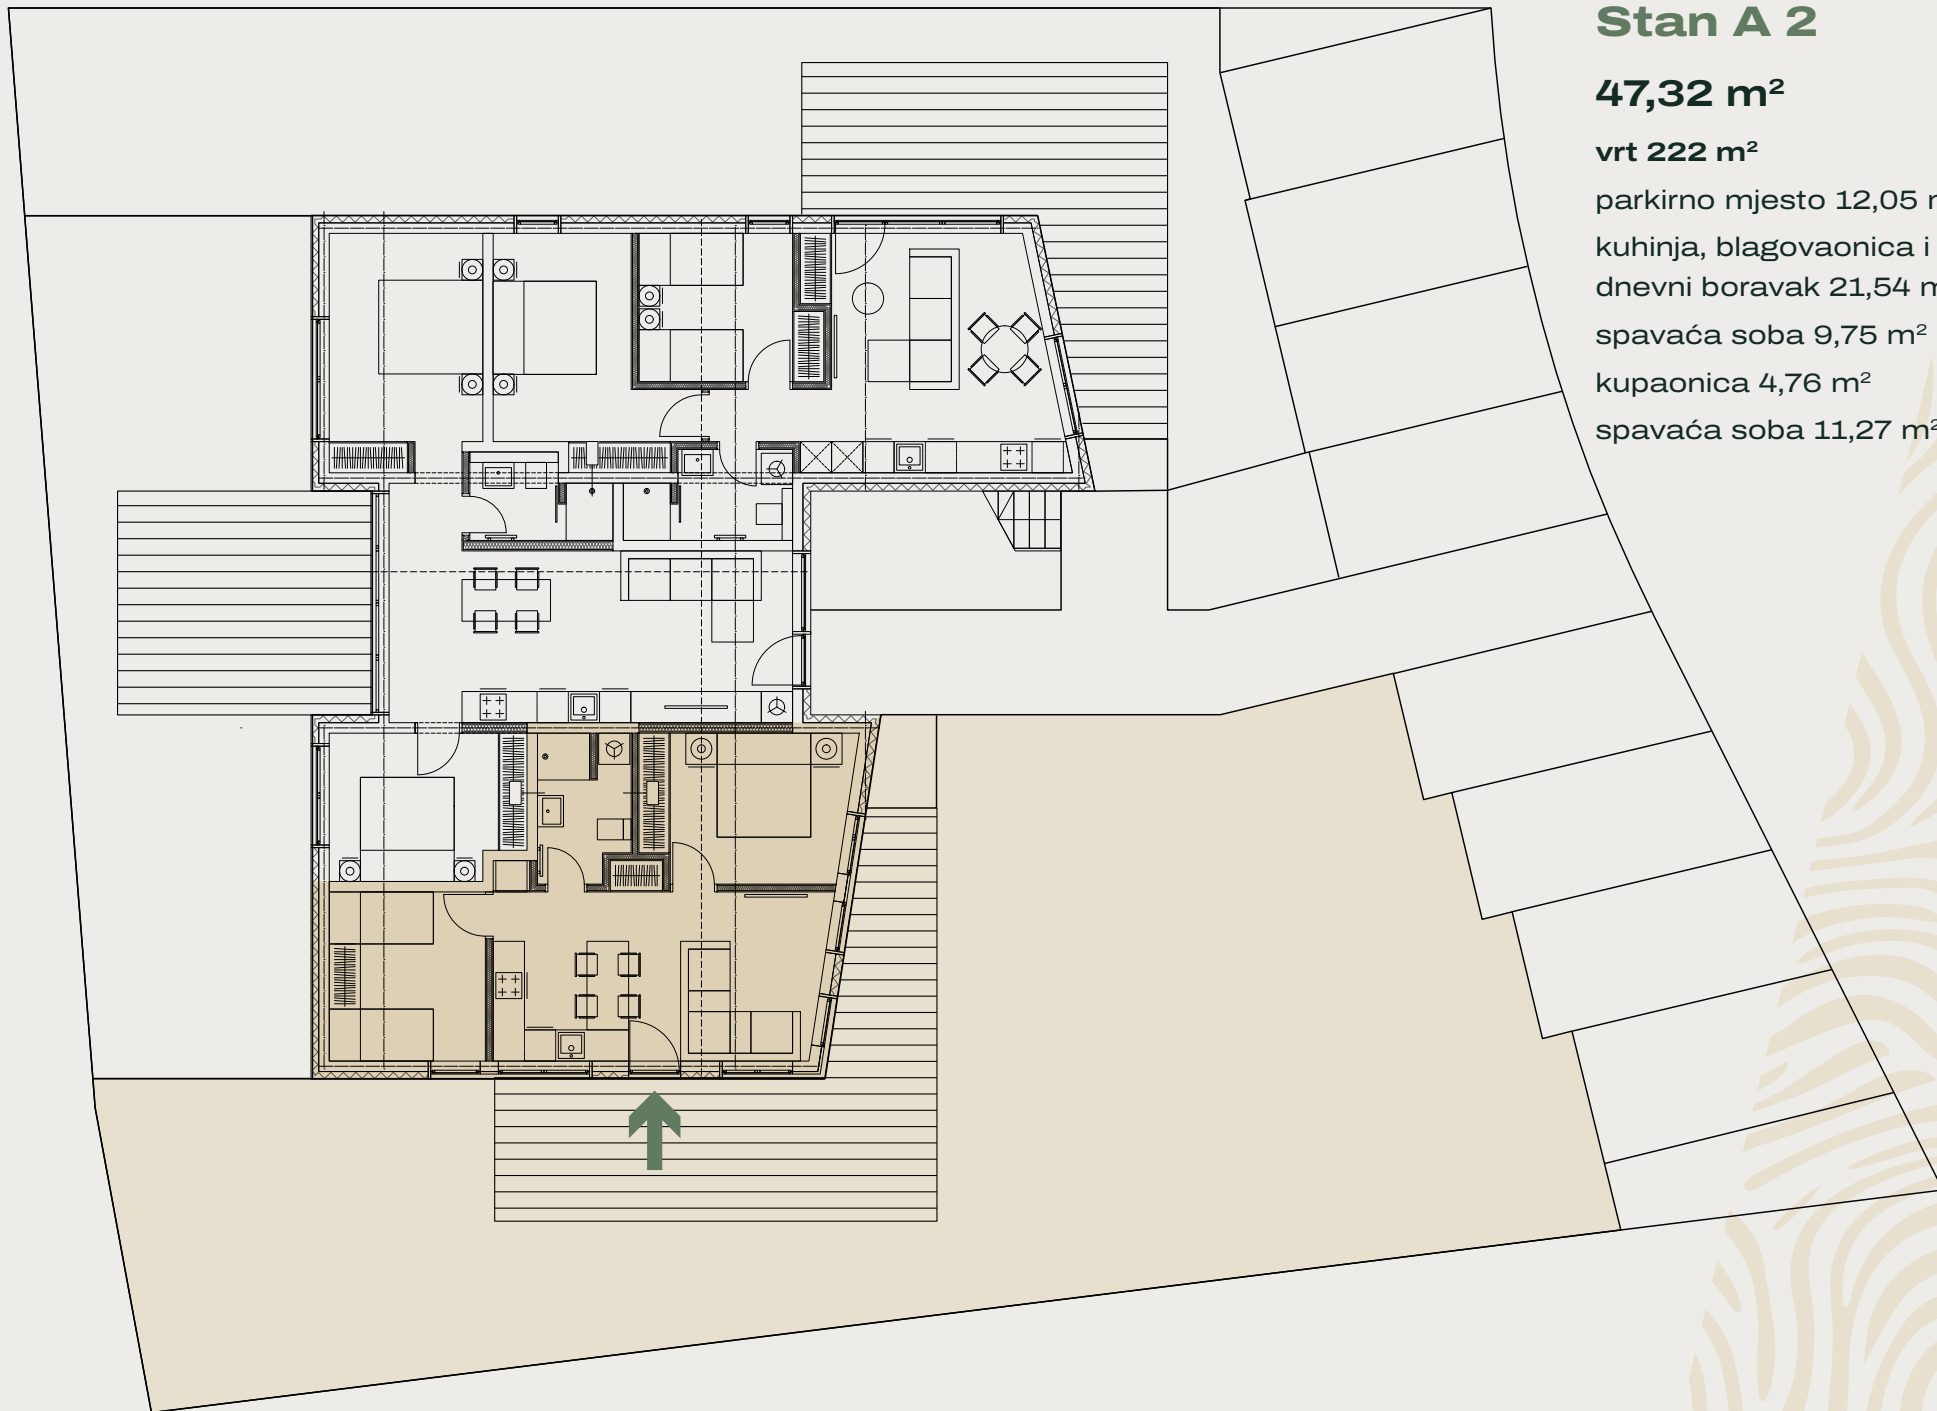 Stan A 2
47,32 m²
vrt 222 m²
parkirno mjesto 12,05
kuhinja, blagovaonica i
dnevni boravak 21,54
spavaća soba 9,75 m²
kupaonica 4,76 m²
spavaća soba 11,27 m²